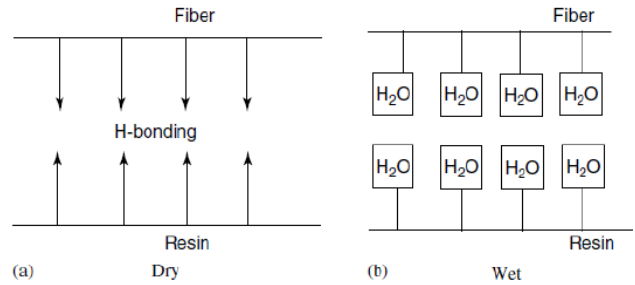 Fiber
H-bonding
Resin
(a) Dry
Fiber
H₂O H₂O H₂O H₂O
H₂O H₂O H₂O H₂O
Resin
(b) Wet